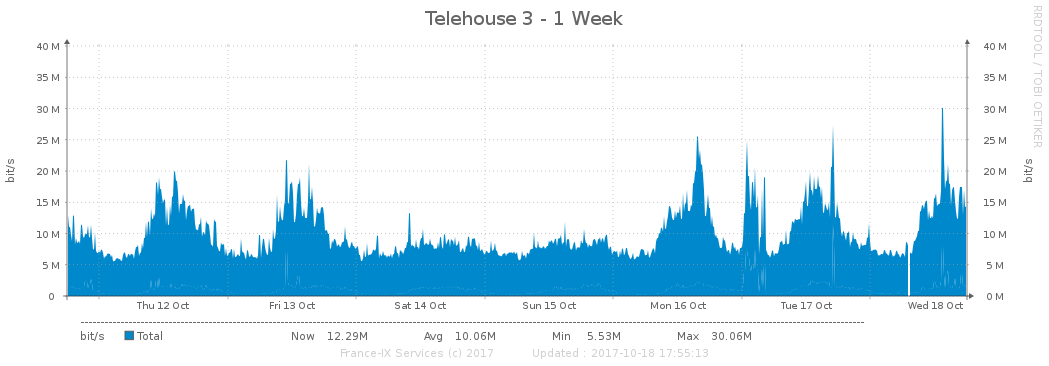 Telehouse 3 - 1 Week
RRDTOOL / TOBI OETIKER
bit/s
40 M 40 M
35 M 35 M
30 M 30 M
25 M 25 M
20 M 20 M
15 M 15 M
10 M 10 M
5 M 5 M
0 0 M
bit/s
Thu 12 Oct Fri 13 Oct Sat 14 Oct Sun 15 Oct Mon 16 Oct Tue 17 Oct Wed 18 Oct
bit/s Total Now 12.29M Avg 10.06M Min 5.53M Max 30.06M
France-IX Services (c) 2017 Updated : 2017-10-18 17:55:13